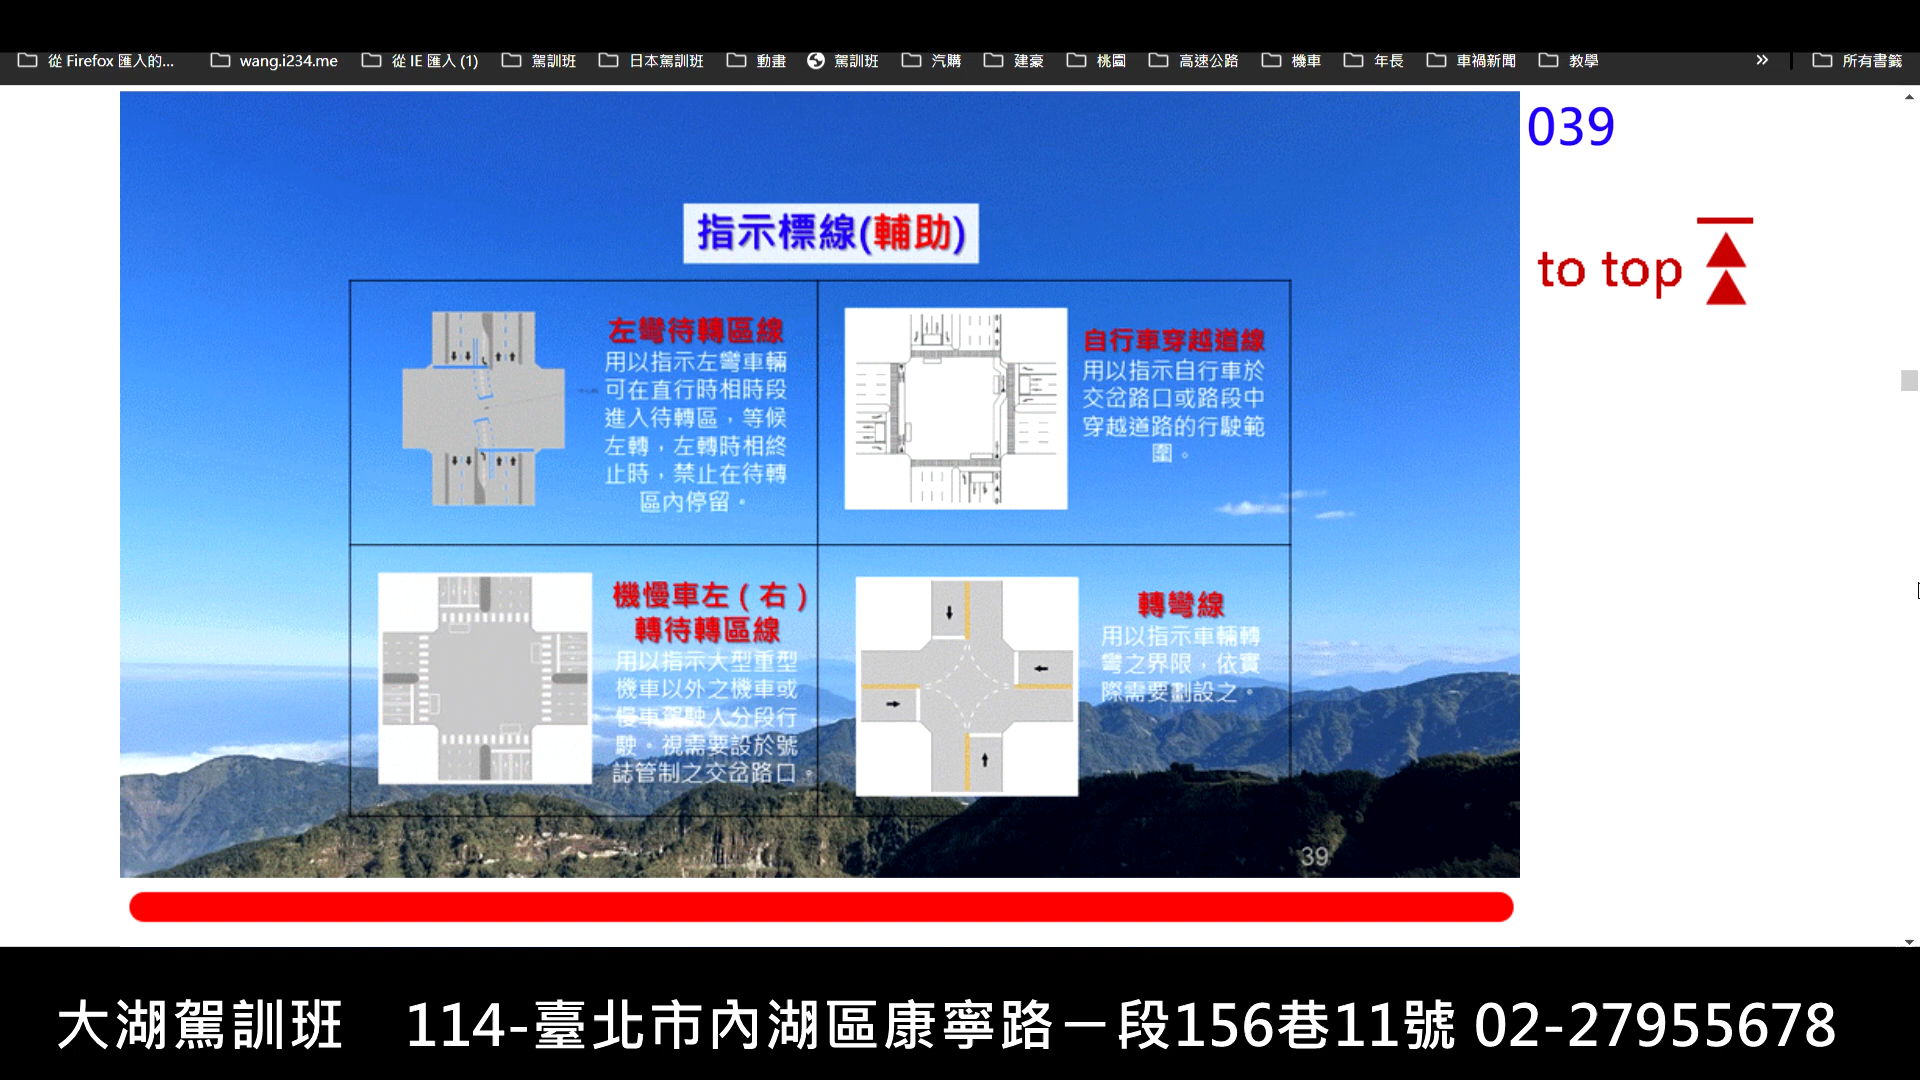 從 Firefox 匯入的...
wang.i234.me
從 IE 匯入 (1)
駕訓班
日本駕訓班
動畫
駕訓班
汽購
建豪
桃園
高速公路
機車
年長
車禍新聞
教學
»
所有書籤
039
to top
指示標線(輔助)
左彎待轉區線
用以指示左彎車輛
可在直行時相時段
進入待轉區，等候
左轉，左轉時相終
止時，禁止在待轉
區內停留。
自行車穿越道線
用以指示自行車於
交岔路口或路段中
穿越道路的行駛範
圍。
機慢車左（右）
轉待轉區線
用以指示大型重型
機車以外之機車或
慢車駕駛人分段行
駛。視需要設於號
誌管制之交岔路口。
轉彎線
用以指示車輛轉
彎之界限，依實
際需要劃設之。
39
大湖駕訓班 114-臺北市內湖區康寧路一段156巷11號 02-27955678